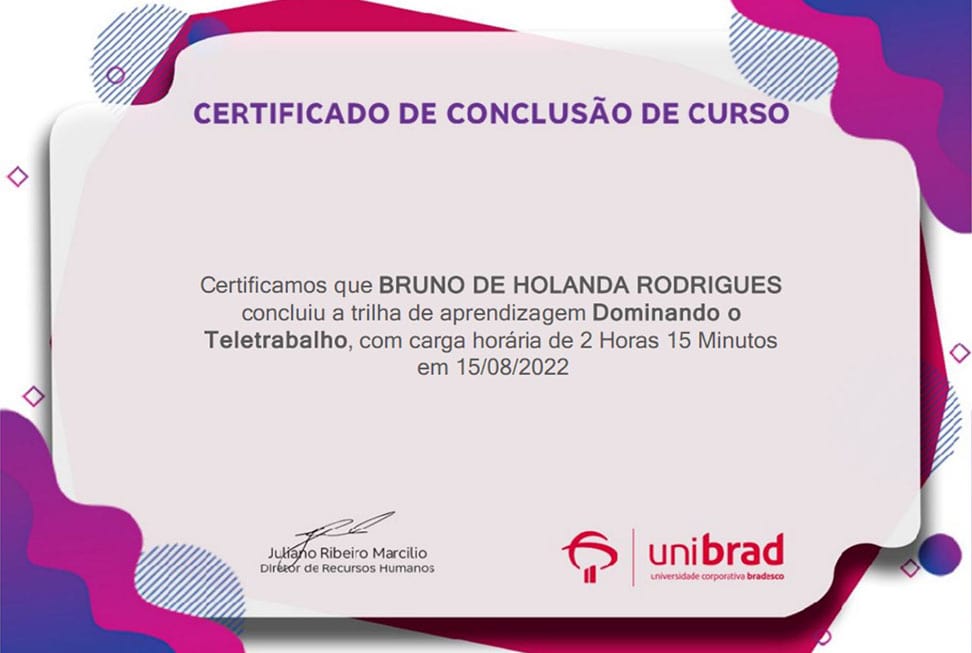 CERTIFICADO DE CONCLUSÃO DE CURSO
Certificamos que BRUNO DE HOLANDA RODRIGUES
concluiu a trilha de aprendizagem Dominando o
Teletrabalho, com carga horária de 2 Horas 15 Minutos
em 15/08/2022
Juliano Ribeiro Marcilio
Diretor de Recursos Humanos
unibrad
universidade corporativa bradesco